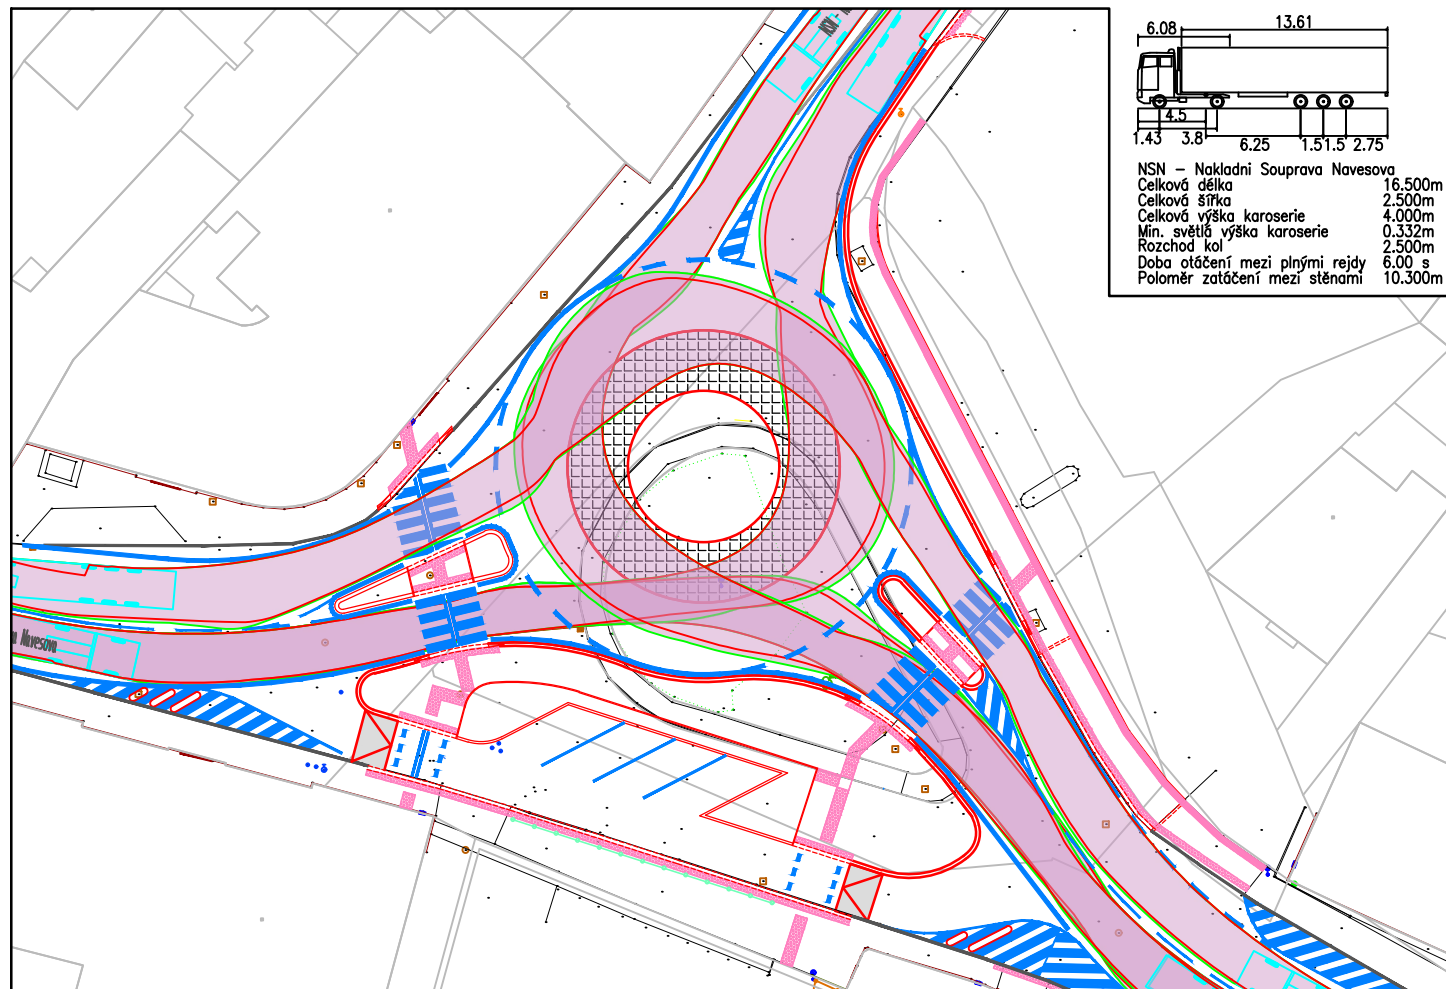 6.08 13.61
4.5
1.43 3.8 6.25 1.5 1.5 2.75
NSN – Nakladni Souprava Navesova
Celková délka 16.500m
Celková šířka 2.500m
Celková výška karoserie 4.000m
Min. světlá výška karoserie 0.332m
Rozchod kol 2.500m
Doba otáčení mezi plnými rejdy 6.00 s
Poloměr zatáčení mezi stěnami 10.300m
NSN -
Navesova